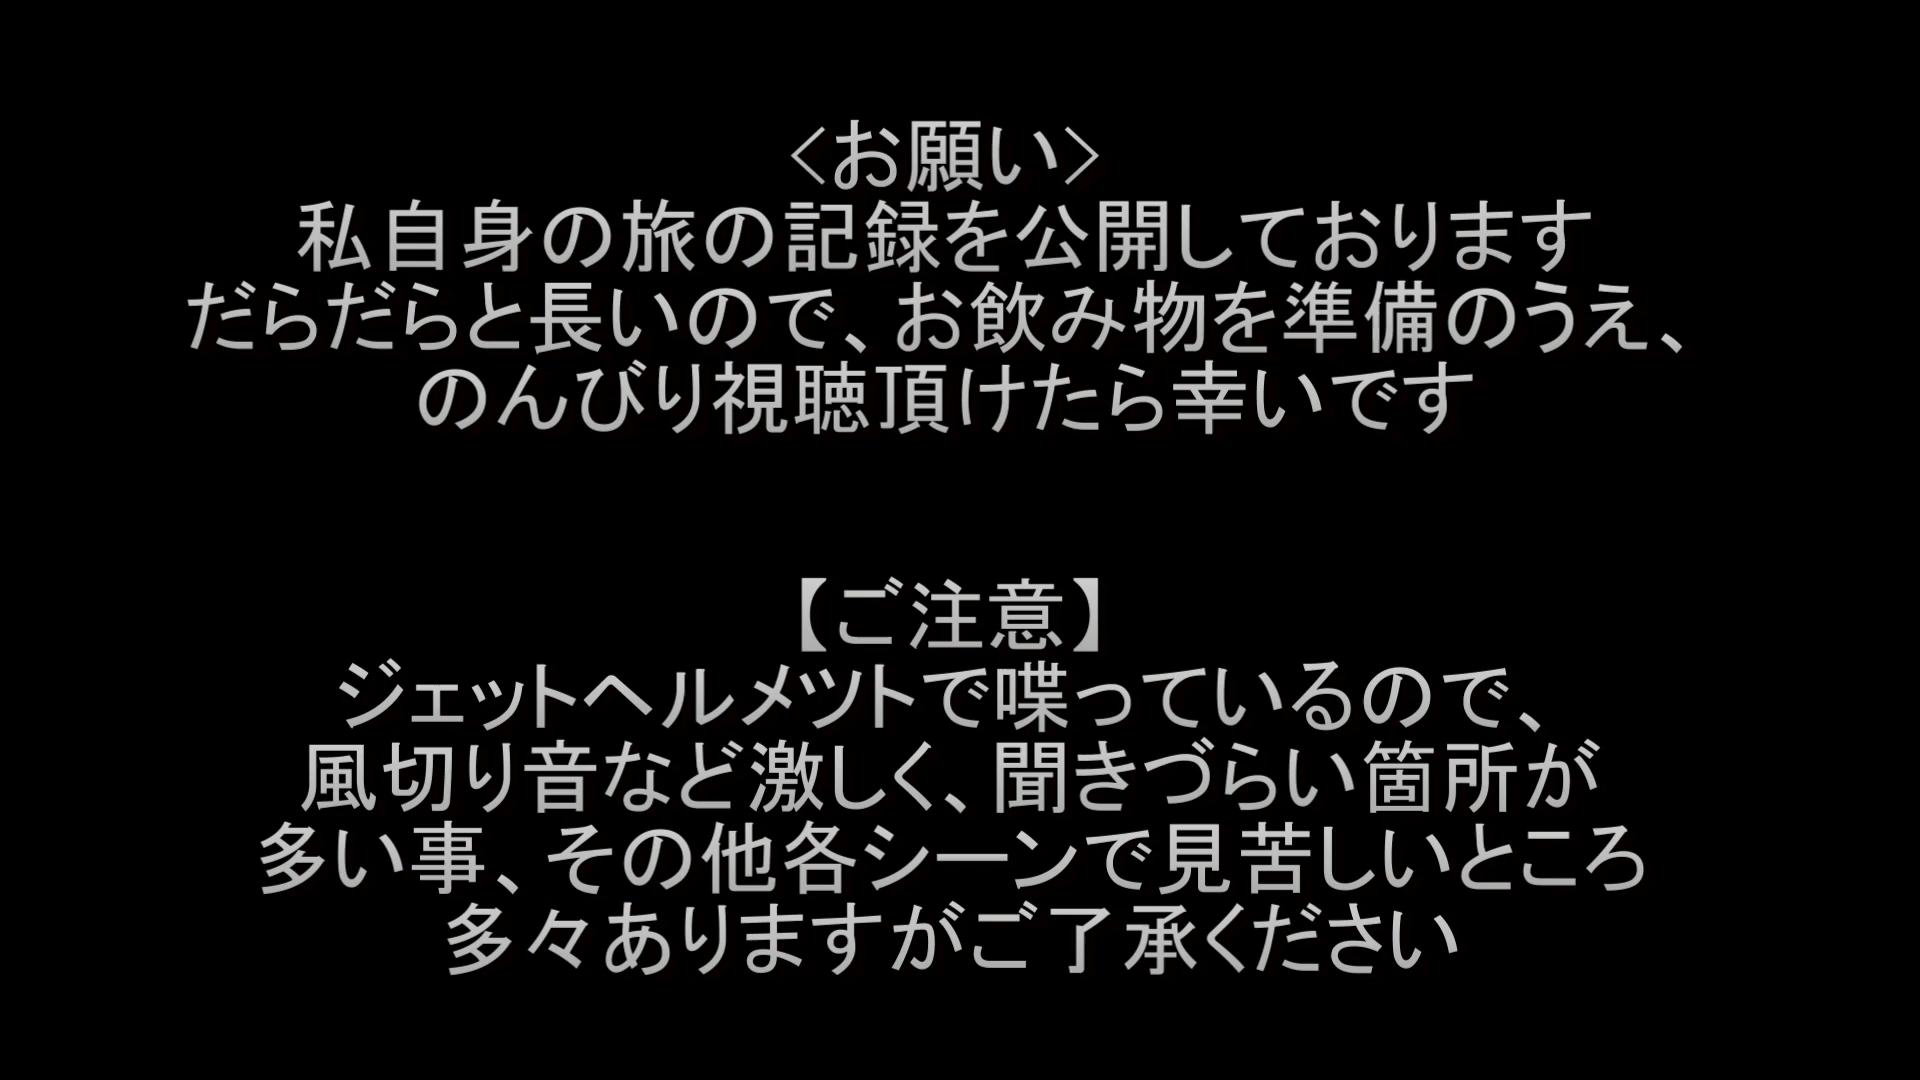 <お願い>
私自身の旅の記録を公開しております
だらだらと長いので、お飲み物を準備のうえ、
のんびり視聴頂けたら幸いです
【ご注意】
ジェットヘルメットで喋っているので、
風切り音など激しく、聞きづらい箇所が
多い事、その他各シーンで見苦しいところ
多々ありますがご了承ください